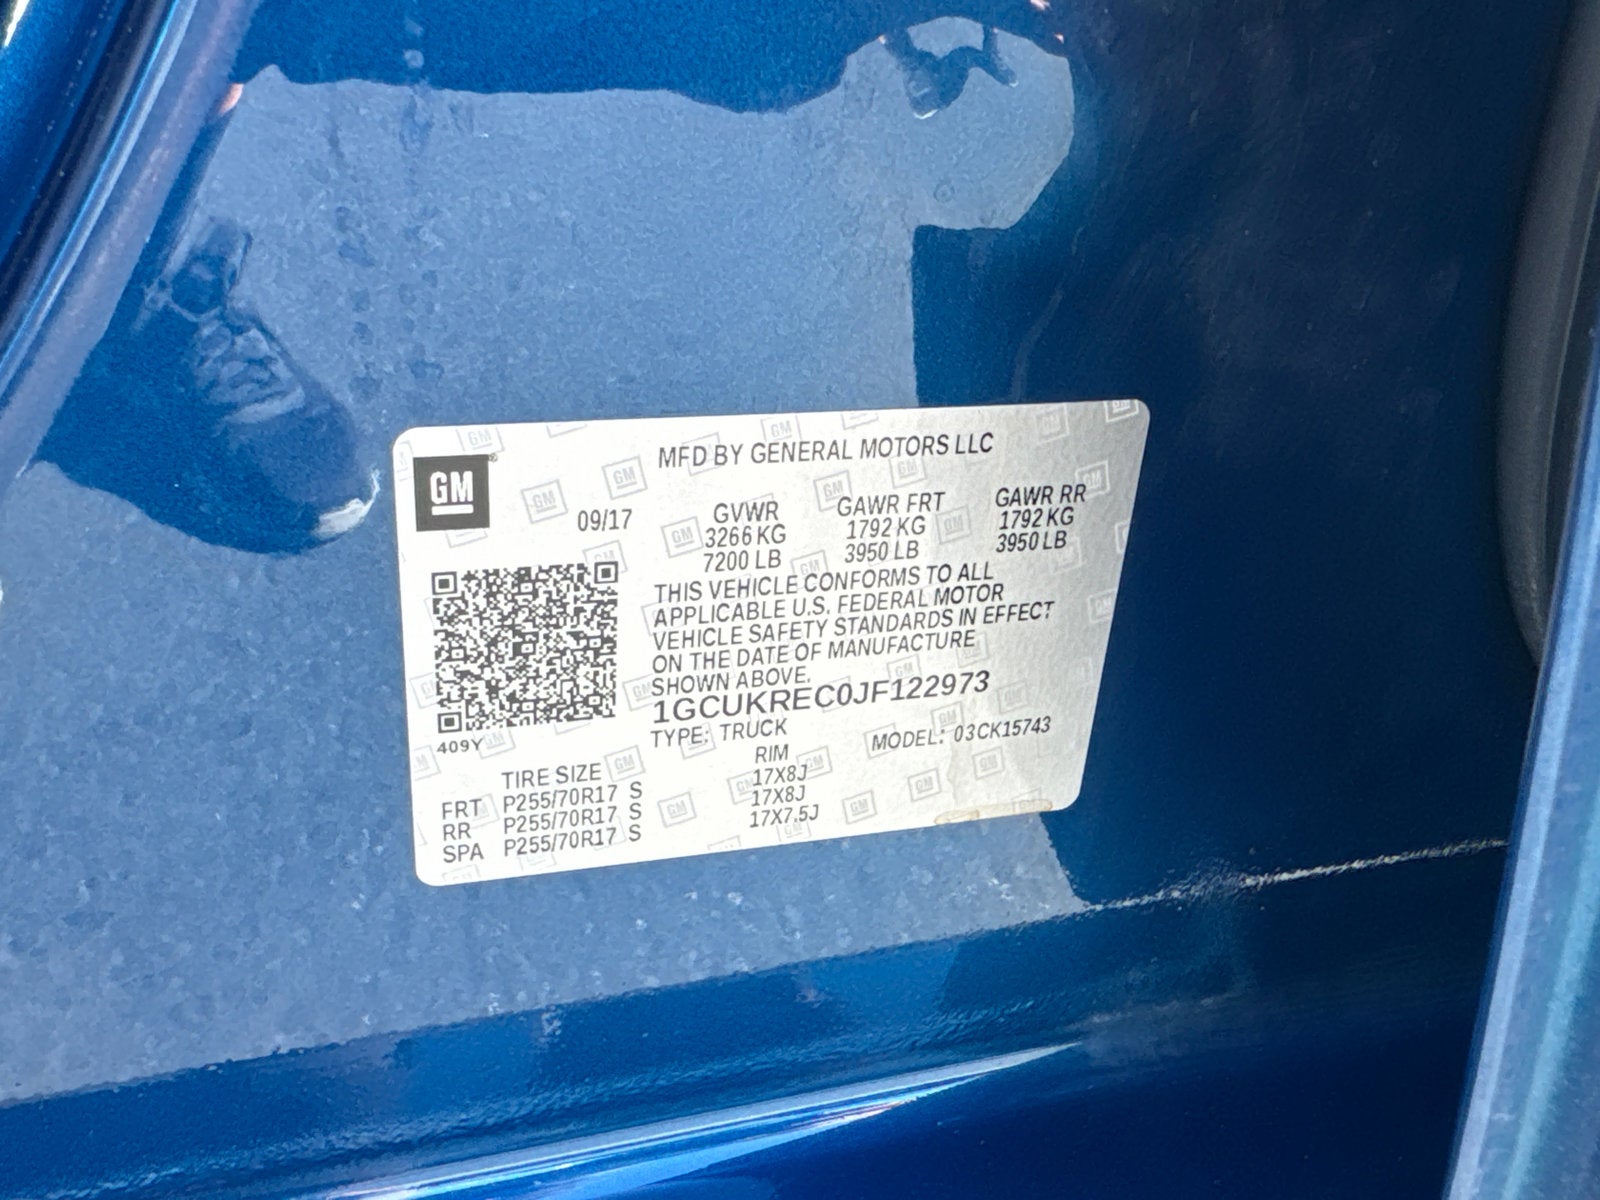 GM
MFD BY GENERAL MOTORS LLC
09/17
GVWR GAWR FRT GAWR RR
3266 KG 1792 KG 1792 KG
7200 LB 3950 LB 3950 LB
THIS VEHICLE CONFORMS TO ALL
APPLICABLE U.S. FEDERAL MOTOR
VEHICLE SAFETY STANDARDS IN EFFECT
ON THE DATE OF MANUFACTURE
SHOWN ABOVE.
1GCUKREC0JF122973
409Y
TYPE: TRUCK MODEL: 03CK15743
TIRE SIZE RIM
FRT P255/70R17 S 17X8J
RR P255/70R17 S 17X8J
SPA P255/70R17 S 17X7.5J